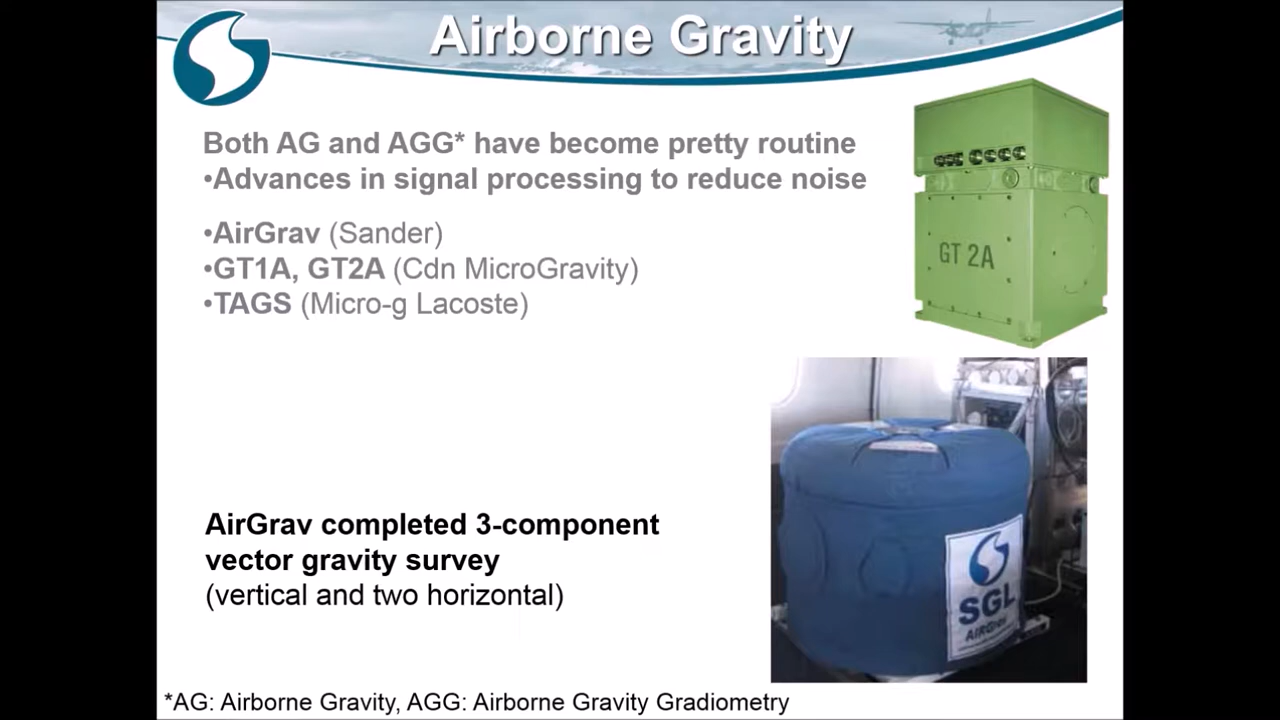 Airborne Gravity
Both AG and AGG* have become pretty routine
•Advances in signal processing to reduce noise
•AirGrav (Sander)
•GT1A, GT2A (Cdn MicroGravity)
•TAGS (Micro-g Lacoste)
GT 2A
AirGrav completed 3-component
vector gravity survey
(vertical and two horizontal)
SGL
AIRGrav
*AG: Airborne Gravity, AGG: Airborne Gravity Gradiometry